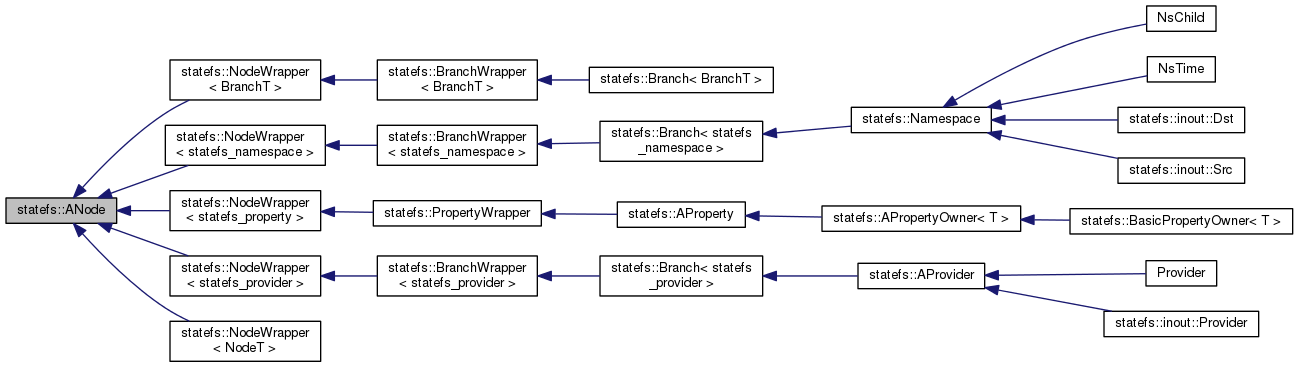 NsChild
NsTime
statefs::NodeWrapper
< BranchT >
statefs::BranchWrapper
< BranchT >
statefs::Branch< BranchT >
statefs::Namespace
statefs::inout::Dst
statefs::NodeWrapper
< statefs_namespace >
statefs::BranchWrapper
< statefs_namespace >
statefs::Branch< statefs
_namespace >
statefs::inout::Src
statefs::ANode
statefs::NodeWrapper
< statefs_property >
statefs::PropertyWrapper
statefs::AProperty
statefs::APropertyOwner< T >
statefs::BasicPropertyOwner< T >
statefs::NodeWrapper
< statefs_provider >
statefs::BranchWrapper
< statefs_provider >
statefs::Branch< statefs
_provider >
statefs::AProvider
Provider
statefs::inout::Provider
statefs::NodeWrapper
< NodeT >